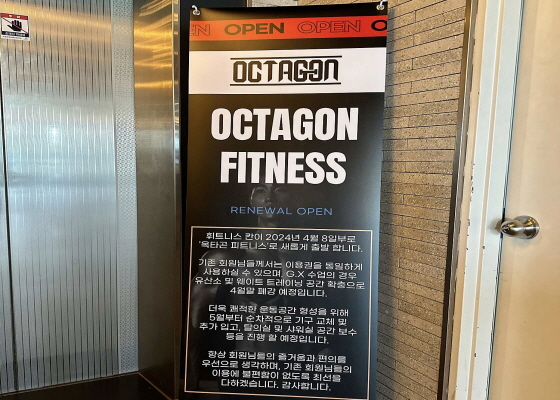 EN OPEN OPEN O
OCTAGON
OCTAGON
FITNESS
RENEWAL OPEN
휘트니스 칸이 2024년 4월 8일부로
'옥타곤 피트니스'로 새롭게 출발 합니다.
기존 회원님들께서는 이용권을 동일하게
사용하실 수 있으며, G.X 수업의 경우
유산소 및 웨이트 트레이닝 공간 확충으로
4월말 폐강 예정입니다.
더욱 쾌적한 운동공간 형성을 위해
5월부터 순차적으로 기구 교체 및
추가 입고, 탈의실 및 샤워실 공간 보수
등을 진행 할 예정입니다.
항상 회원님들의 즐거움과 편의를
우선으로 생각하며, 기존 회원님들의
이용에 불편함이 없도록 최선을
다하겠습니다. 감사합니다.